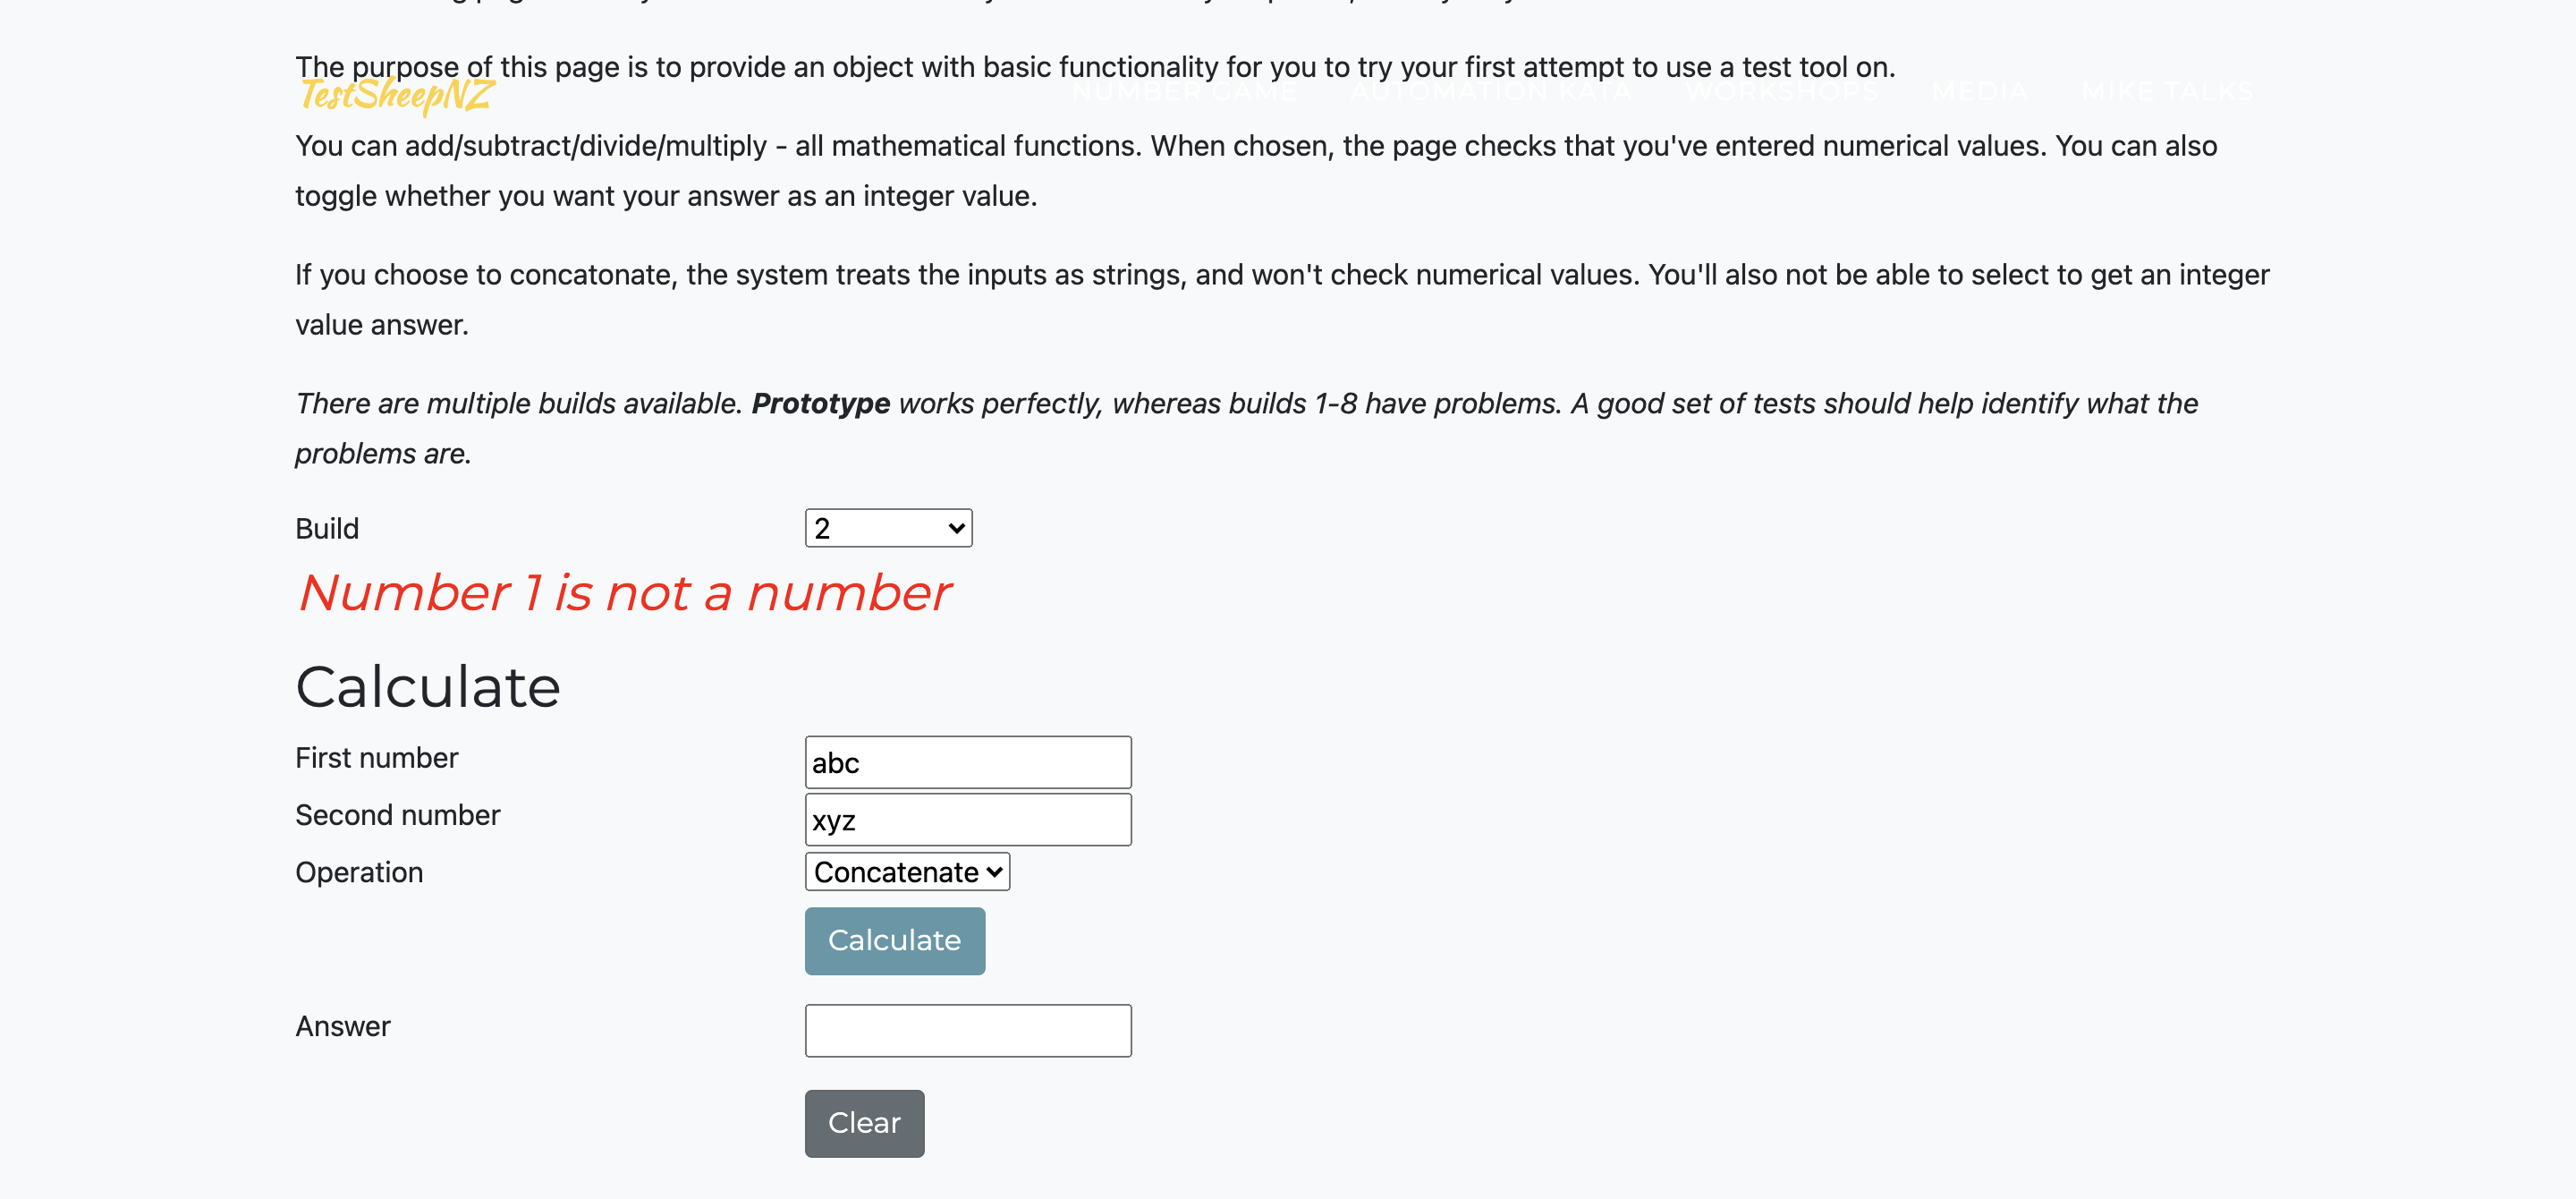 The purpose of this page is to provide an object with basic functionality for you to try your first attempt to use a test tool on.
TestSheepNZ
NUMBER GAME AUTOMATION KATA WORKSHOPS MEDIA MIKE TALKS
You can add/subtract/divide/multiply - all mathematical functions. When chosen, the page checks that you've entered numerical values. You can also
toggle whether you want your answer as an integer value.
If you choose to concatonate, the system treats the inputs as strings, and won't check numerical values. You'll also not be able to select to get an integer
value answer.
There are multiple builds available. Prototype works perfectly, whereas builds 1-8 have problems. A good set of tests should help identify what the
problems are.
Build 2
Number 1 is not a number
Calculate
First number abc
Second number xyz
Operation Concatenate
Calculate
Answer
Clear